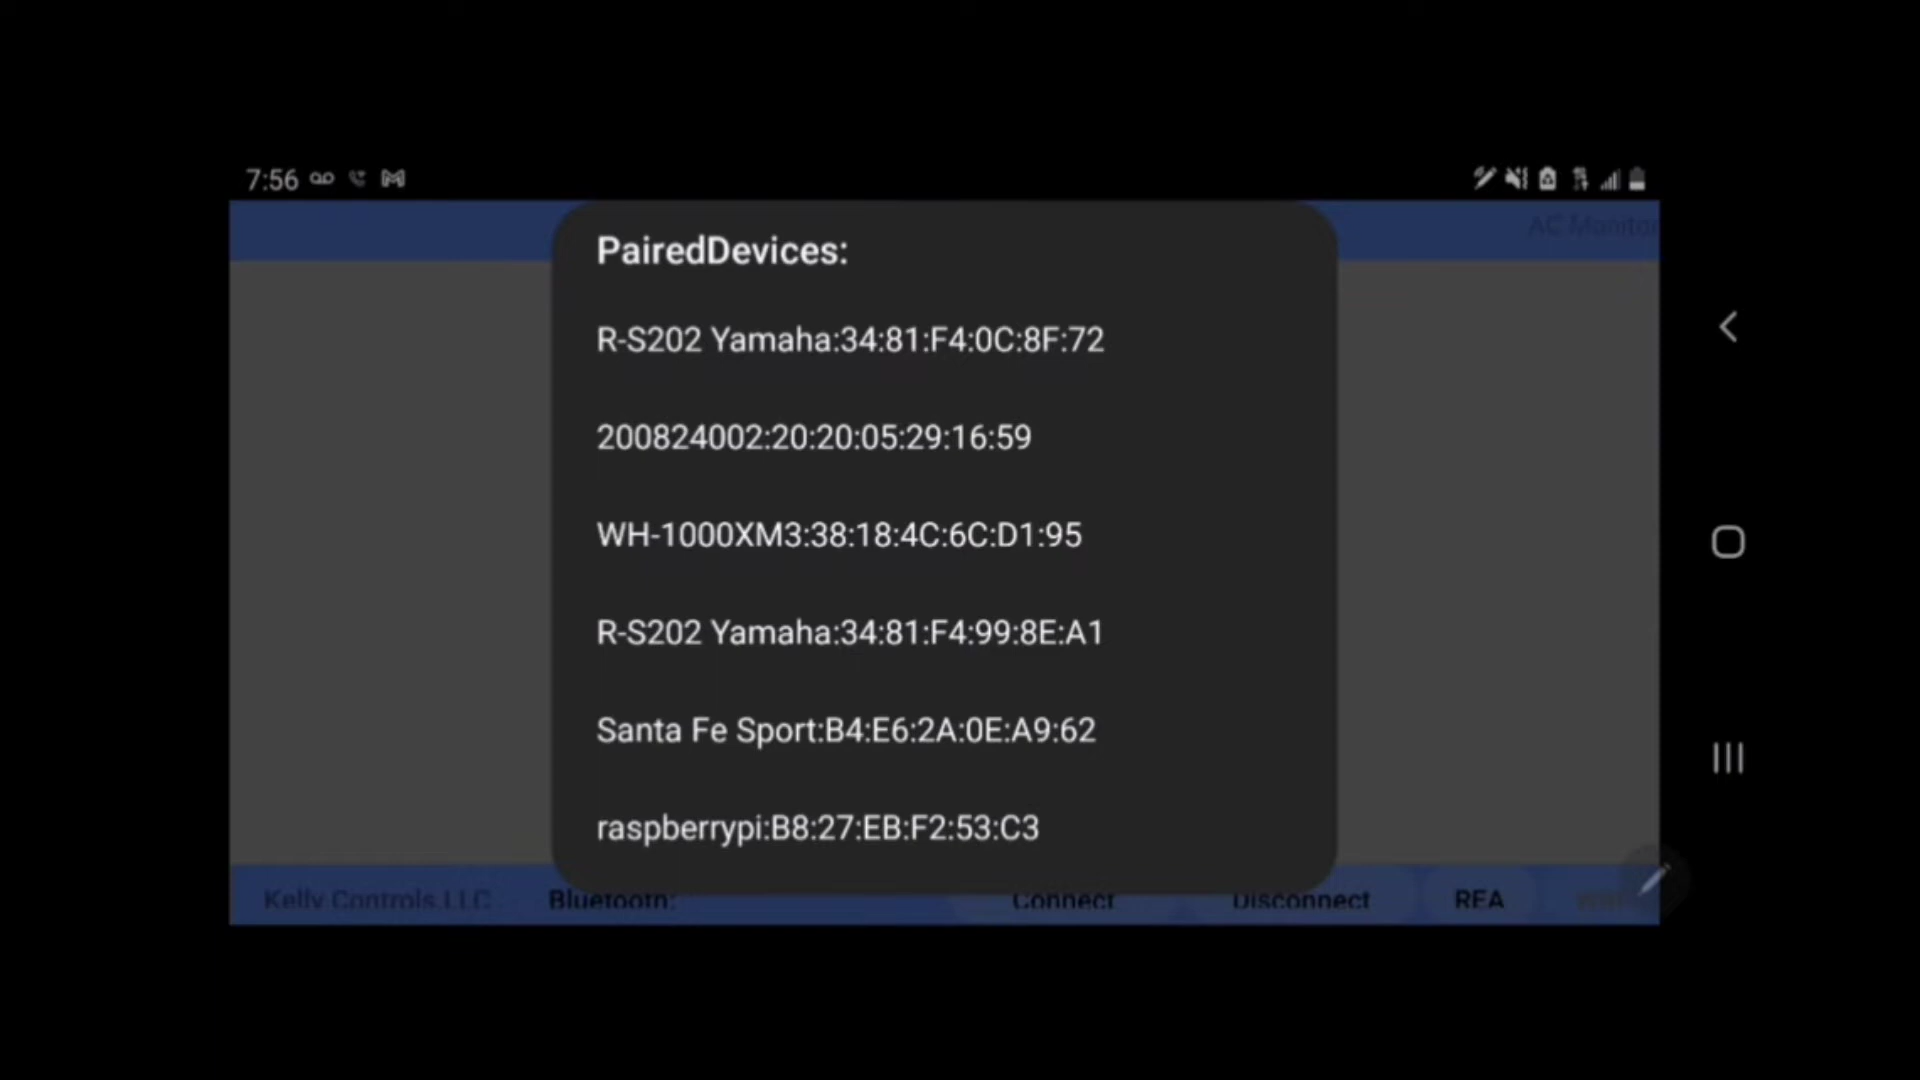 7:56
AC Monitor
PairedDevices:
R-S202 Yamaha:34:81:F4:0C:8F:72
200824002:20:20:05:29:16:59
WH-1000XM3:38:18:4C:6C:D1:95
R-S202 Yamaha:34:81:F4:99:8E:A1
Santa Fe Sport:B4:E6:2A:0E:A9:62
raspberrypi:B8:27:EB:F2:53:C3
Kelly Controls,LLC Bluetooth: Connect Disconnect REA